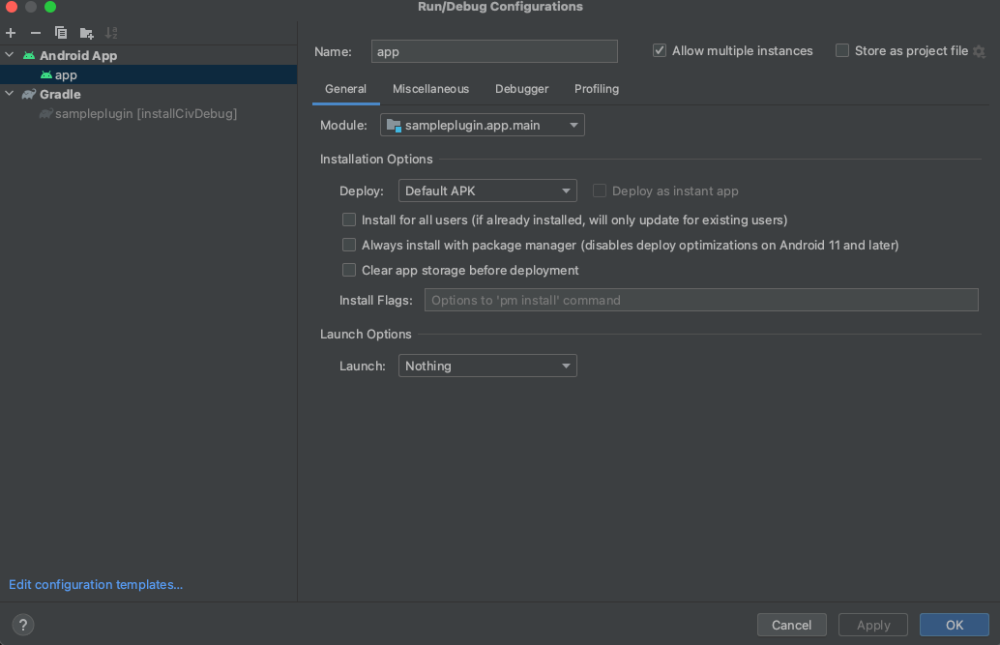 Run/Debug Configurations
Android App
app
Gradle
sampleplugin [installCivDebug]
Edit configuration templates...
Name: app
Allow multiple instances
Store as project file
General Miscellaneous Debugger Profiling
Module: sampleplugin.app.main
Installation Options
Deploy: Default APK
Deploy as instant app
Install for all users (if already installed, will only update for existing users)
Always install with package manager (disables deploy optimizations on Android 11 and later)
Clear app storage before deployment
Install Flags: Options to 'pm install' command
Launch Options
Launch: Nothing
?
Cancel Apply OK